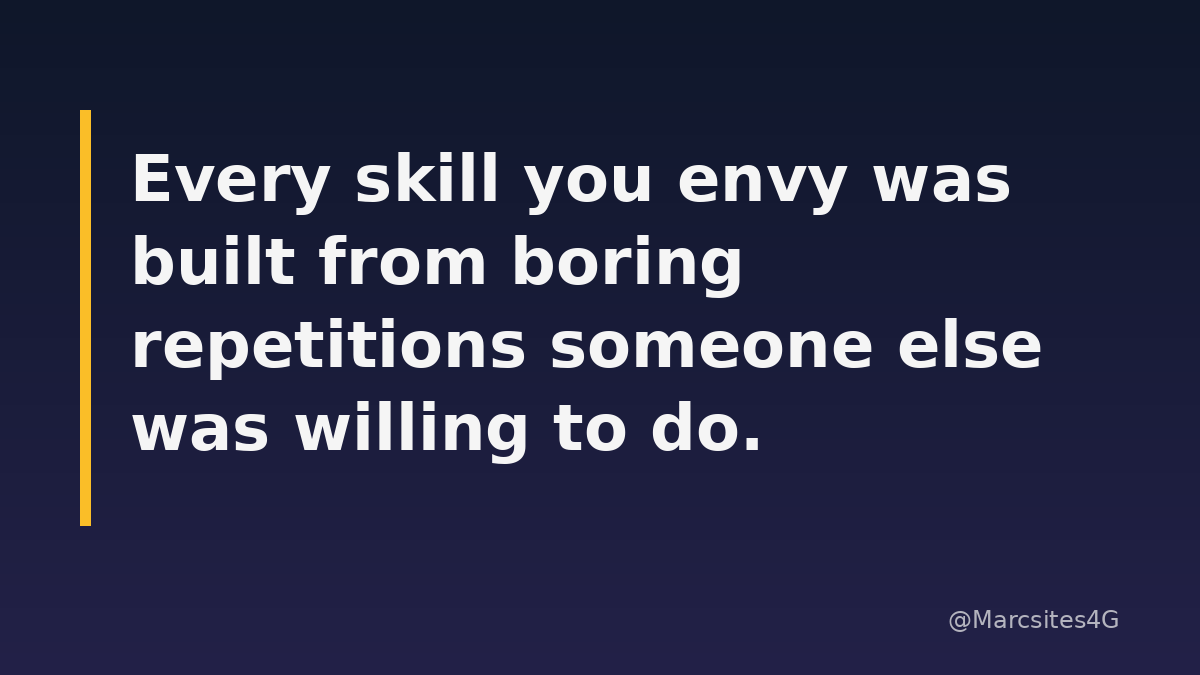 Every skill you envy was
built from boring
repetitions someone else
was willing to do.
@Marcsites4G